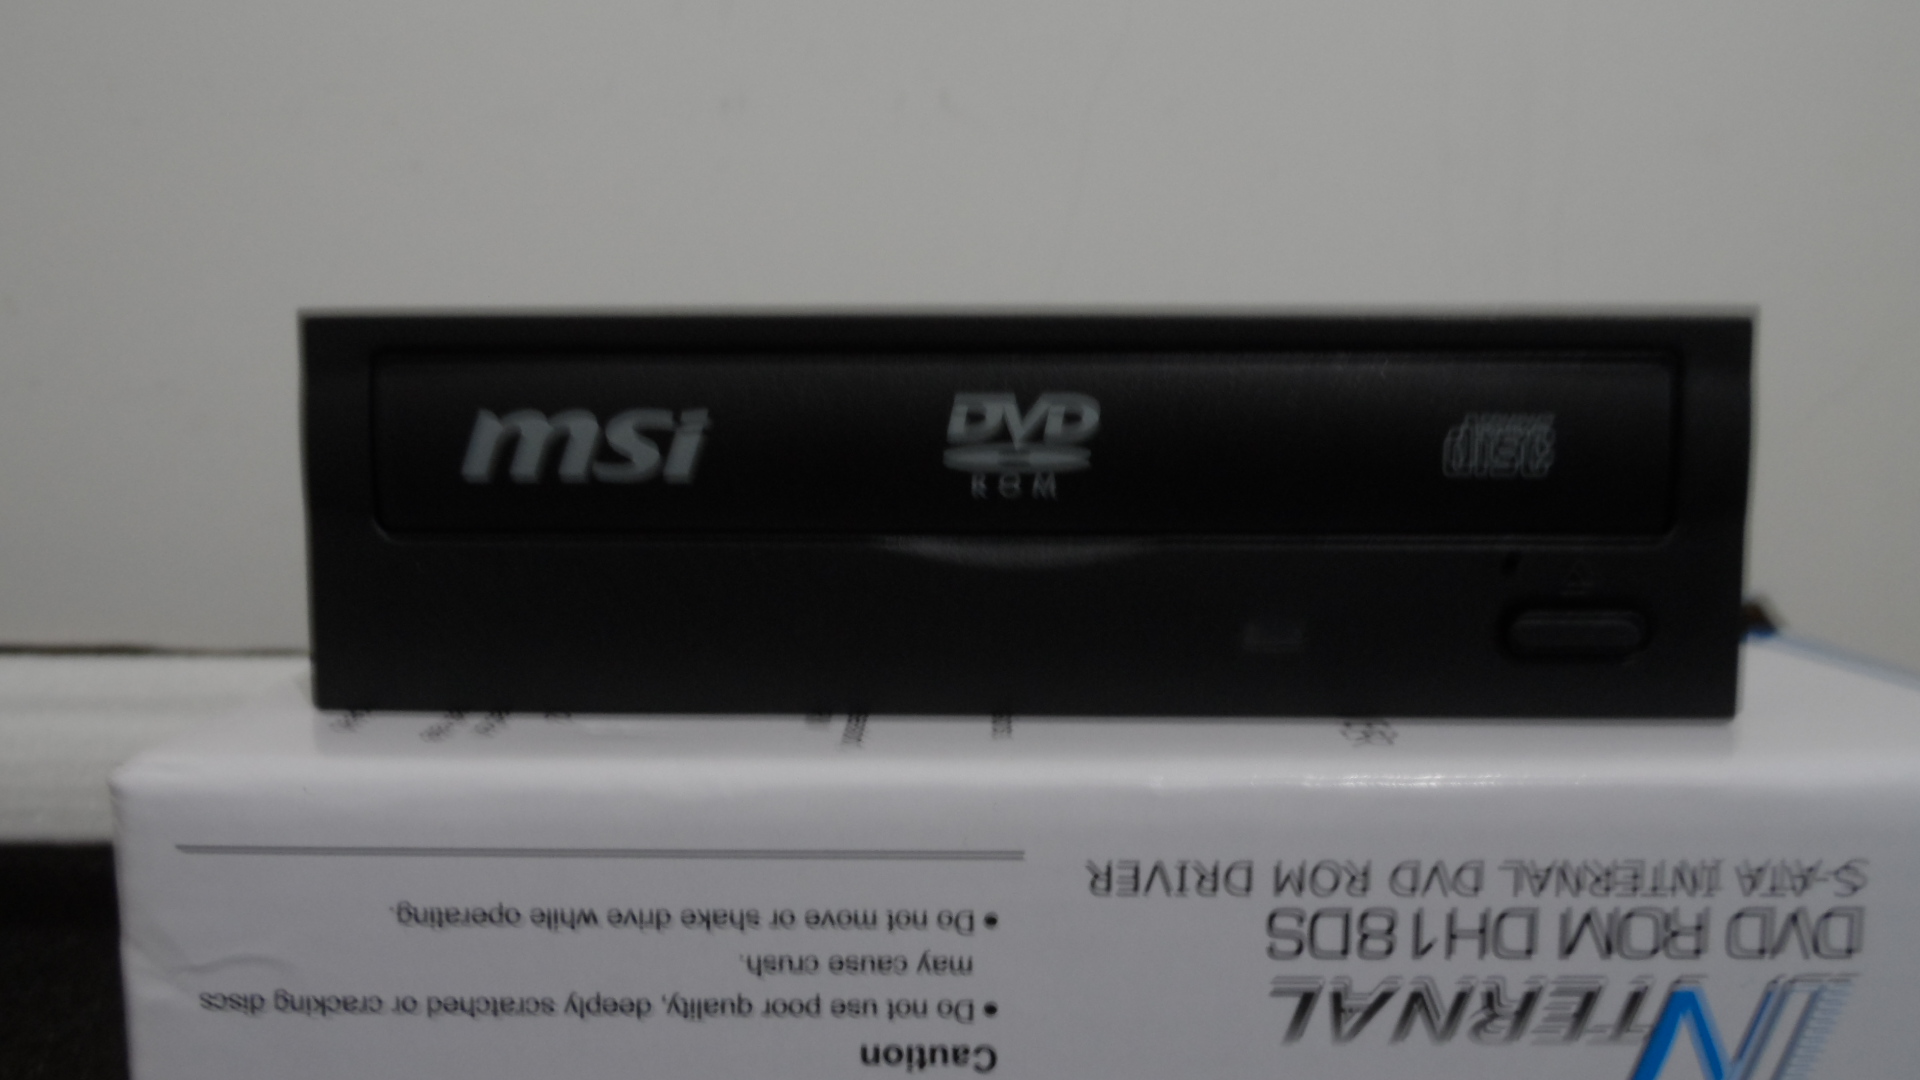 msi
DVD
ROM
disc
INTERNAL
DVD ROM DH18DS
S-ATA INTERNAL DVD ROM DRIVER
Caution
• Do not use poor quality, deeply scratched or cracking discs
may cause crush.
• Do not move or shake drive while operating.